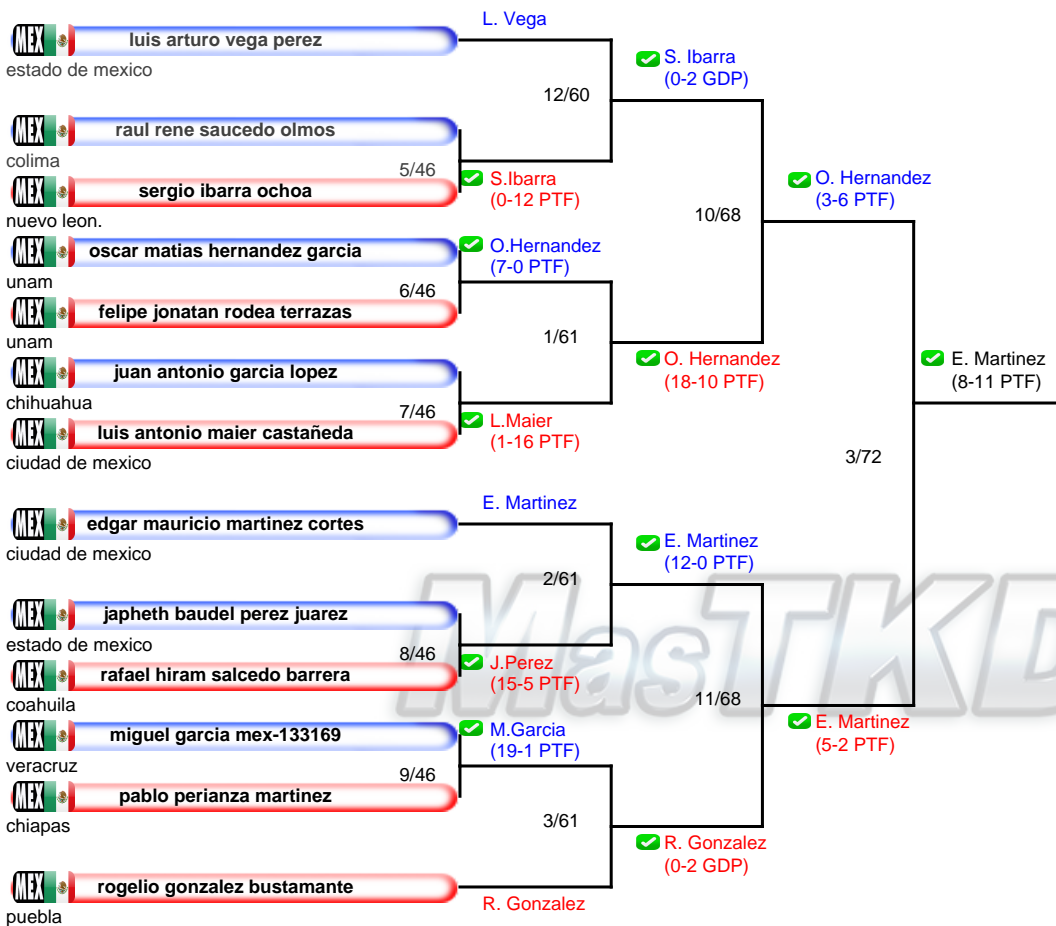 L. Vega
MEX luis arturo vega perez
estado de mexico
S. Ibarra
(0-2 GDP)
12/60
MEX raul rene saucedo olmos
colima
5/46
S.Ibarra
(0-12 PTF)
MEX sergio ibarra ochoa
nuevo leon.
O. Hernandez
(3-6 PTF)
10/68
MEX oscar matias hernandez garcia
unam
O.Hernandez
(7-0 PTF)
6/46
MEX felipe jonatan rodea terrazas
unam
1/61
O. Hernandez
(18-10 PTF)
MEX juan antonio garcia lopez
chihuahua
7/46
L.Maier
(1-16 PTF)
MEX luis antonio maier castañeda
ciudad de mexico
E. Martinez
(8-11 PTF)
3/72
E. Martinez
MEX edgar mauricio martinez cortes
ciudad de mexico
E. Martinez
(12-0 PTF)
2/61
MEX japheth baudel perez juarez
estado de mexico
8/46
J.Perez
(15-5 PTF)
MEX rafael hiram salcedo barrera
coahuila
MasTKD
11/68
E. Martinez
(5-2 PTF)
MEX miguel garcia mex-133169
veracruz
M.Garcia
(19-1 PTF)
9/46
MEX pablo perianza martinez
chiapas
3/61
R. Gonzalez
(0-2 GDP)
MEX rogelio gonzalez bustamante
puebla
R. Gonzalez